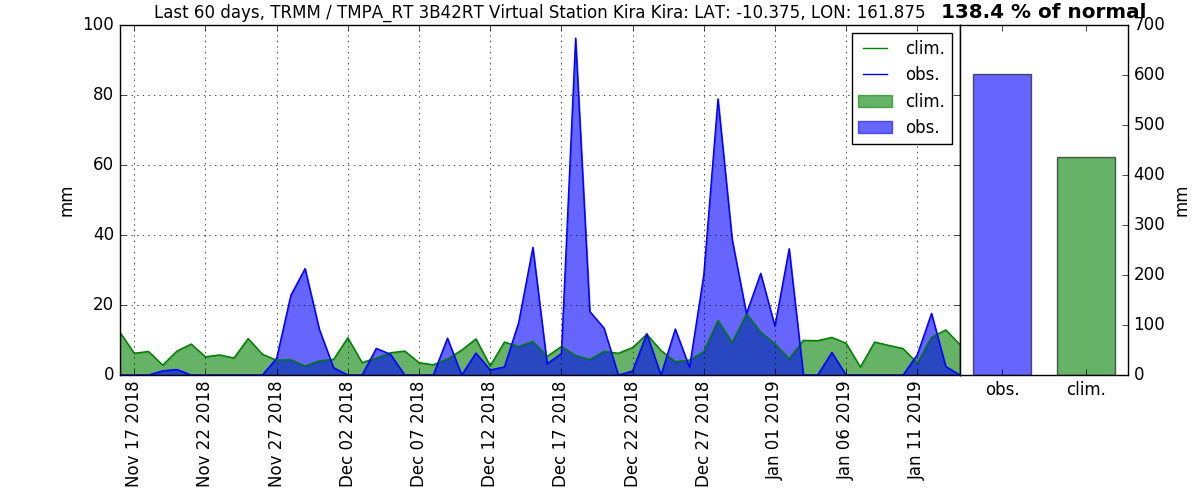 Last 60 days, TRMM / TMPA_RT 3B42RT Virtual Station Kira Kira: LAT: -10.375, LON: 161.875 138.4 % of normal
100
80
60
40
20
0
mm
clim.
obs.
clim.
obs.
Nov 17 2018
Nov 22 2018
Nov 27 2018
Dec 02 2018
Dec 07 2018
Dec 12 2018
Dec 17 2018
Dec 22 2018
Dec 27 2018
Jan 01 2019
Jan 06 2019
Jan 11 2019
700
600
500
400
300
200
100
0
mm
obs.
clim.